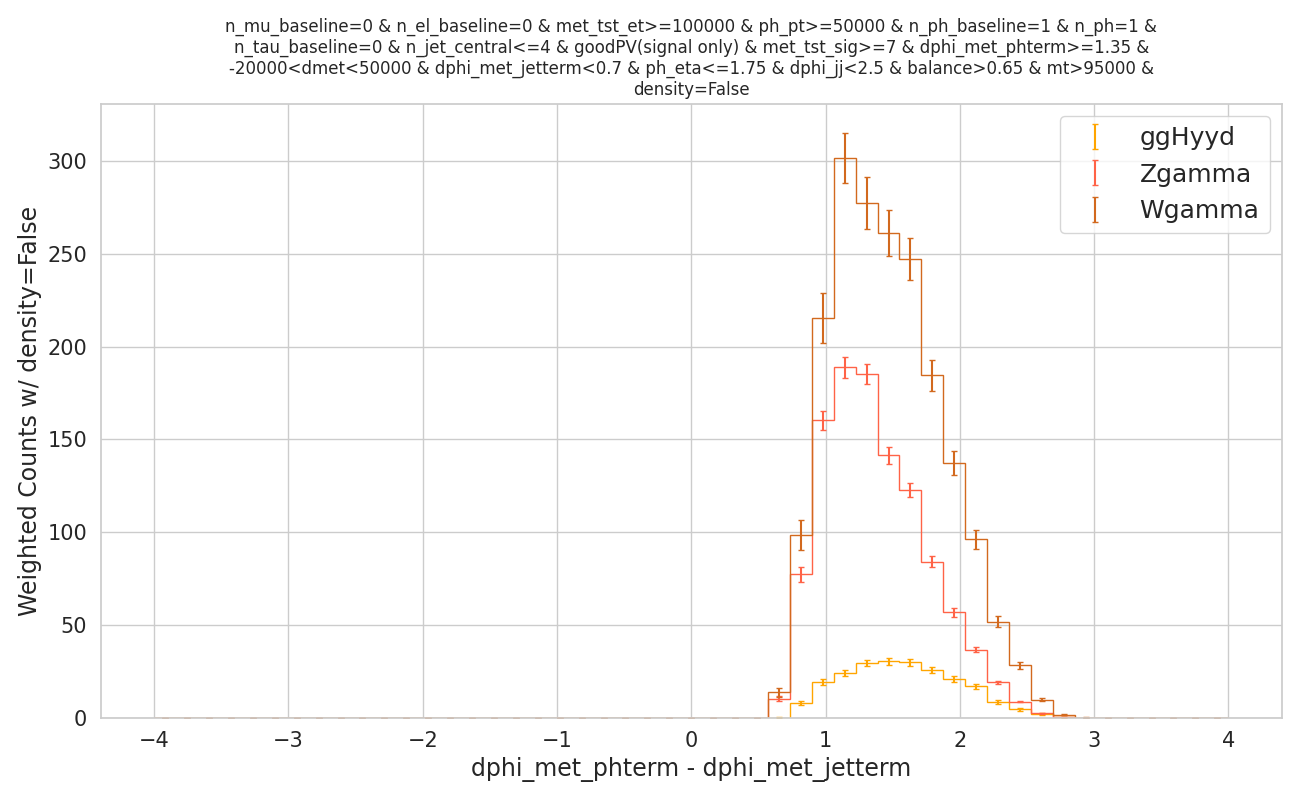 n_mu_baseline=0 & n_el_baseline=0 & met_tst_et>=100000 & ph_pt>=50000 & n_ph_baseline=1 & n_ph=1 &
n_tau_baseline=0 & n_jet_central<=4 & goodPV(signal only) & met_tst_sig>=7 & dphi_met_phterm>=1.35 &
-20000<dmet<50000 & dphi_met_jetterm<0.7 & ph_eta<=1.75 & dphi_jj<2.5 & balance>0.65 & mt>95000 &
density=False
ggHyyd
Zgamma
Wgamma
Weighted Counts w/ density=False
300
250
200
150
100
50
0
−4 −3 −2 −1 0 1 2 3 4
dphi_met_phterm - dphi_met_jetterm